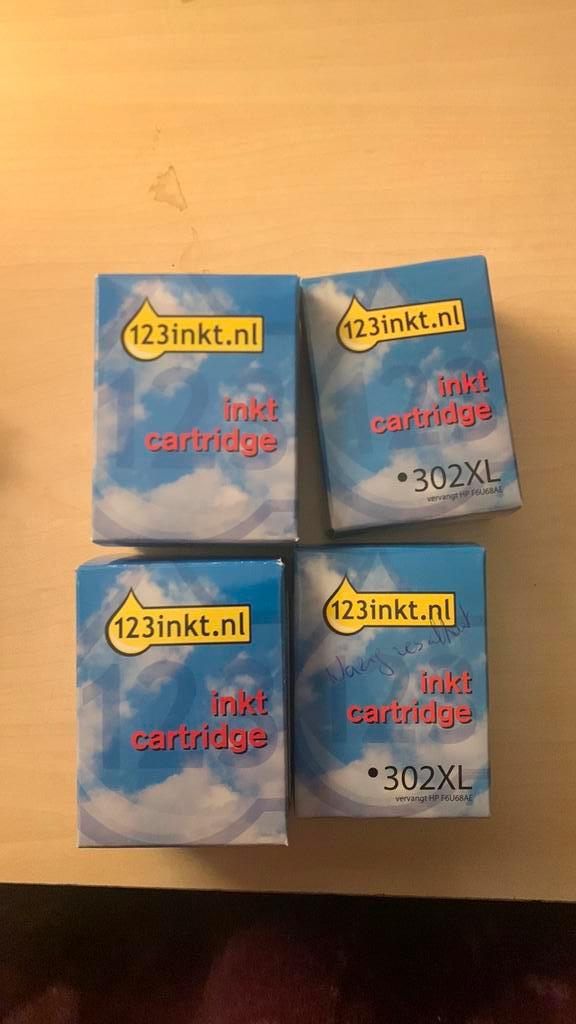 123inkt.nl
inkt
cartridge
123inkt.nl
inkt
cartridge
•302XL
vervangt HP F6U68AE
123inkt.nl
inkt
cartridge
123inkt.nl
inkt
cartridge
•302XL
vervangt HP F6U68AE